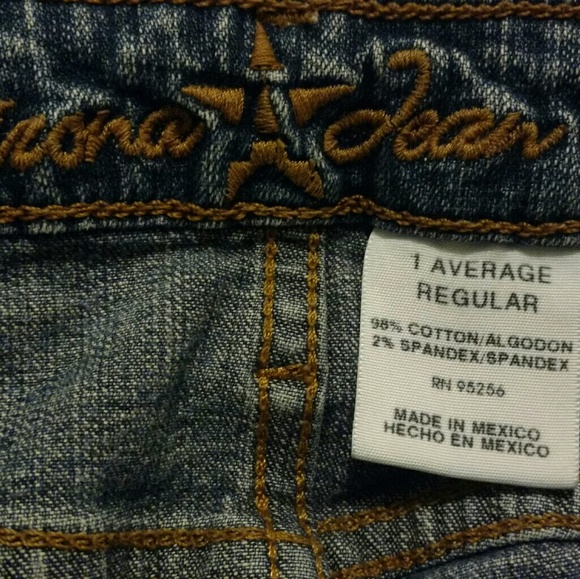 Jean
1 AVERAGE
REGULAR
98% COTTON/ALGODON
2% SPANDEX/SPANDEX
RN 95256
MADE IN MEXICO
HECHO EN MEXICO